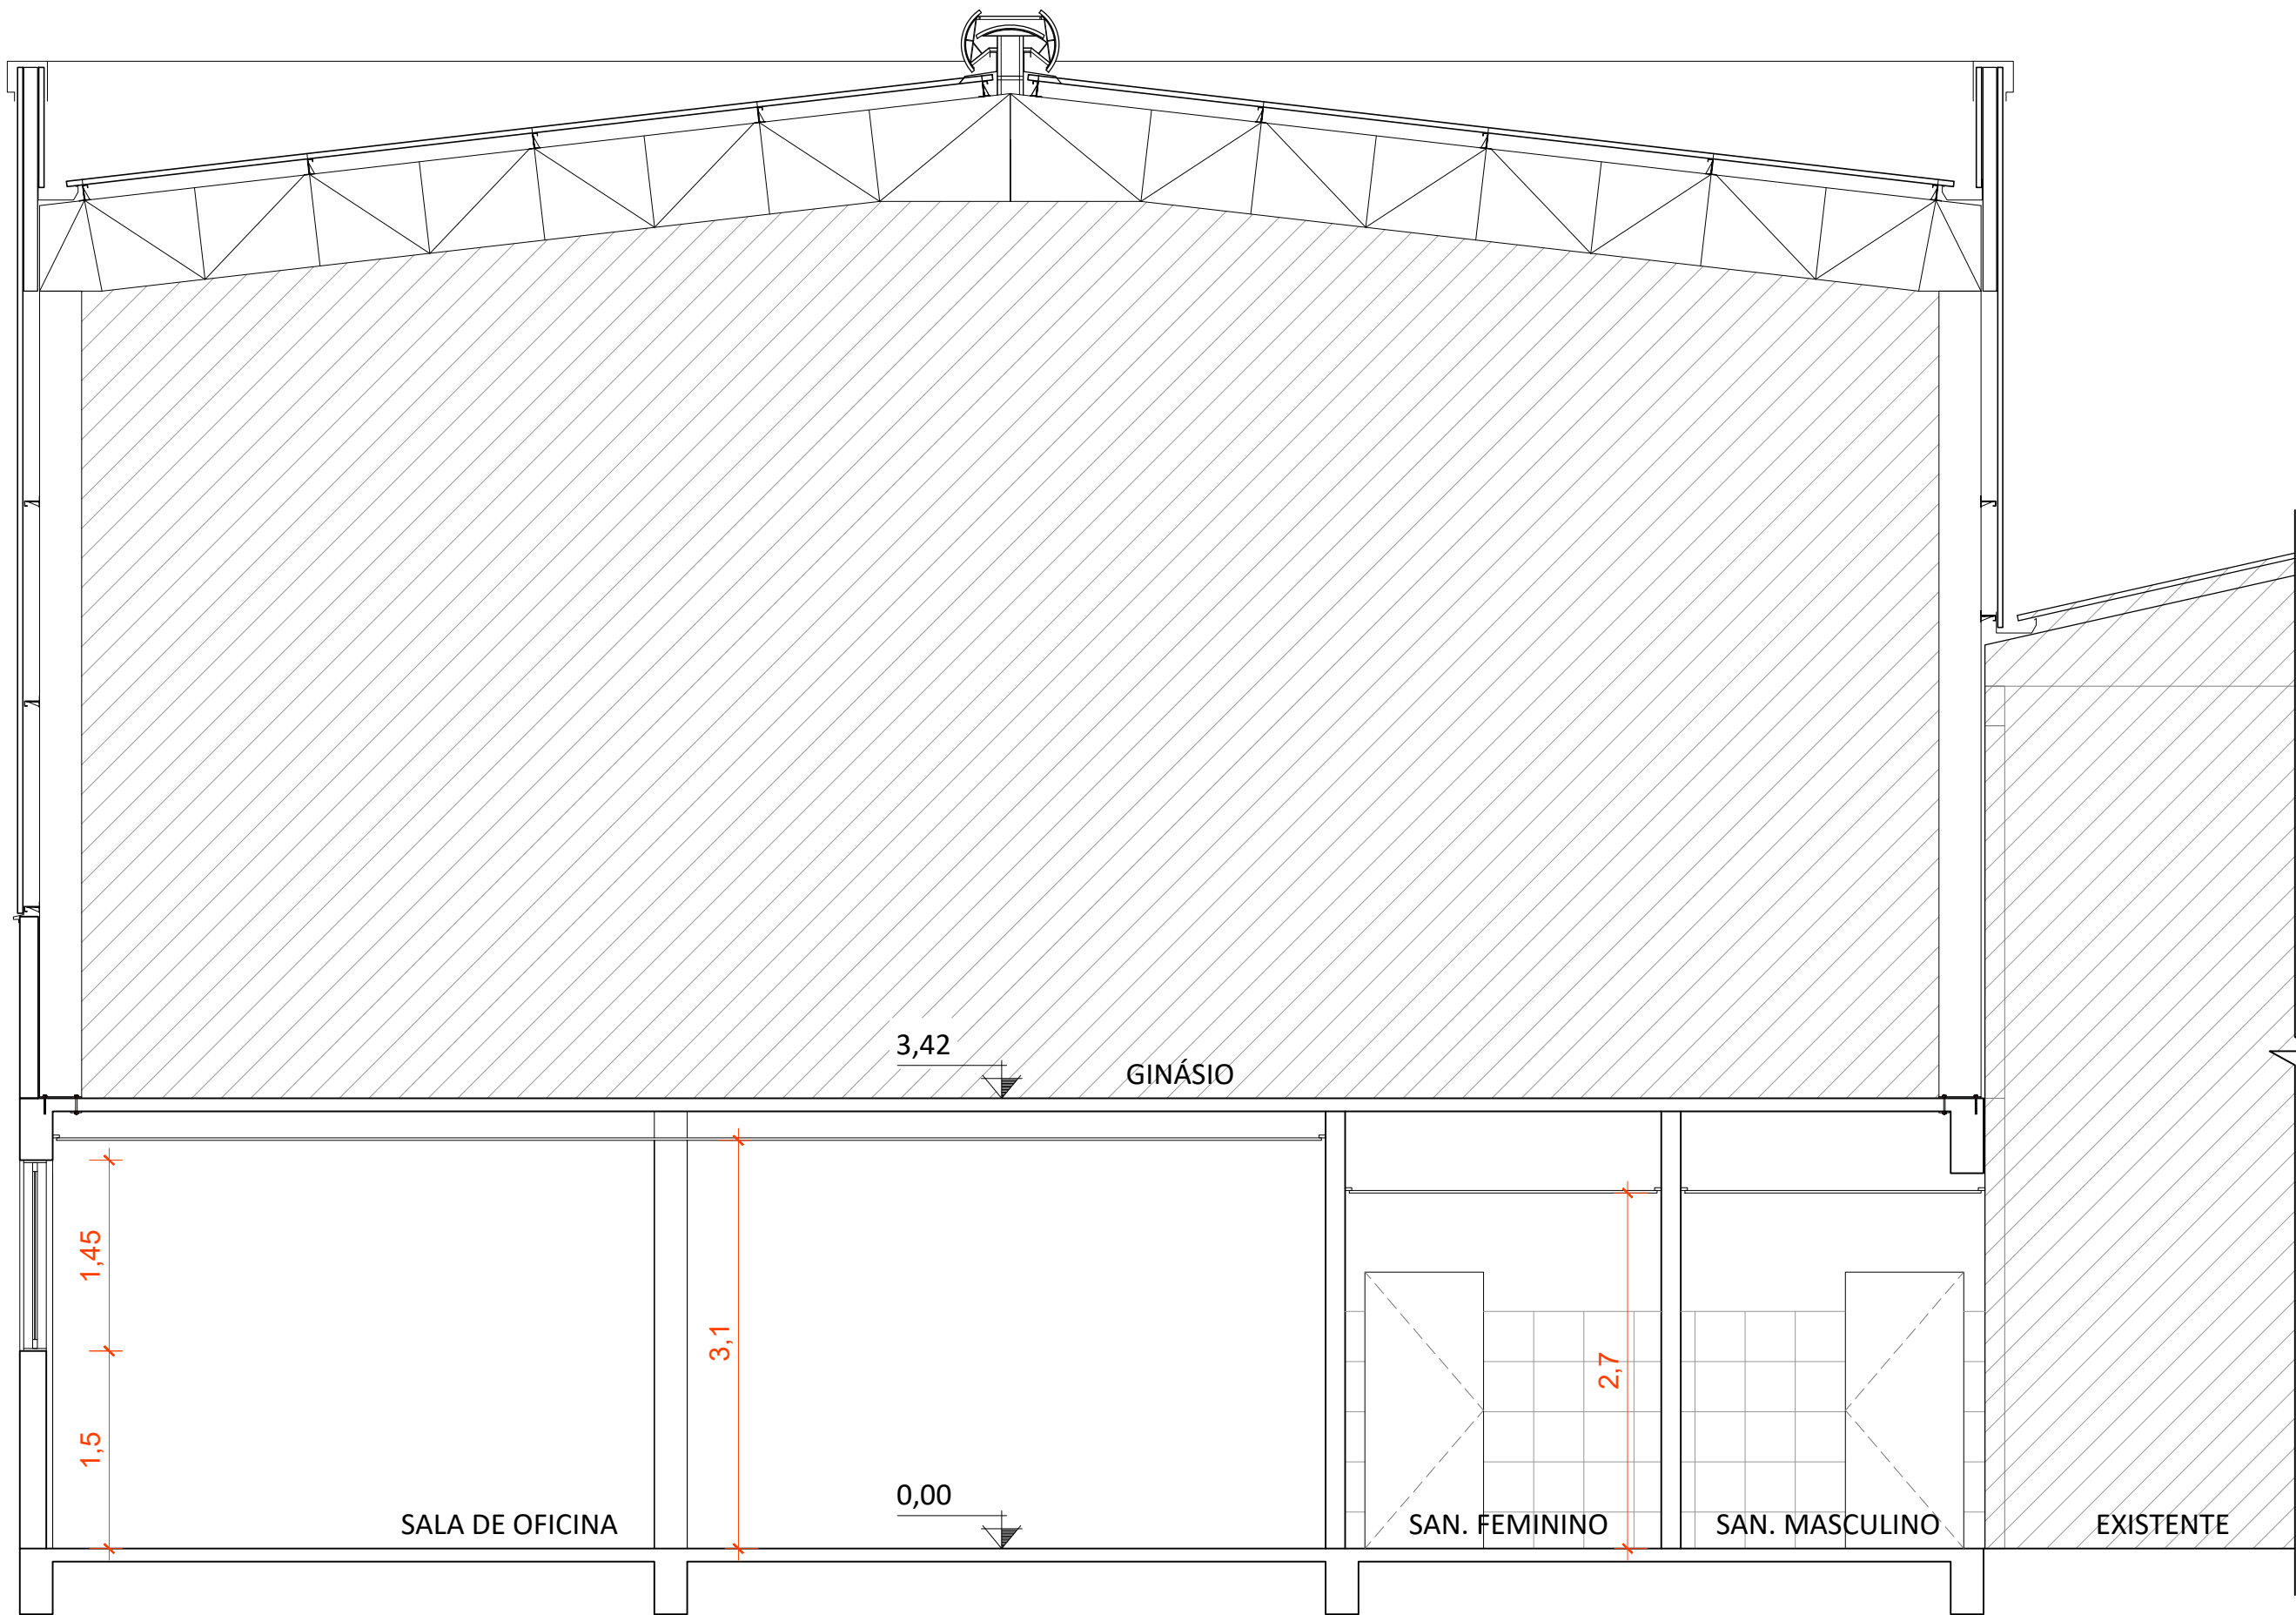 3,42
GINÁSIO
1,45
3,1
2,7
1,5
0,00
SALA DE OFICINA
SAN. FEMININO
SAN. MASCULINO
EXISTENTE